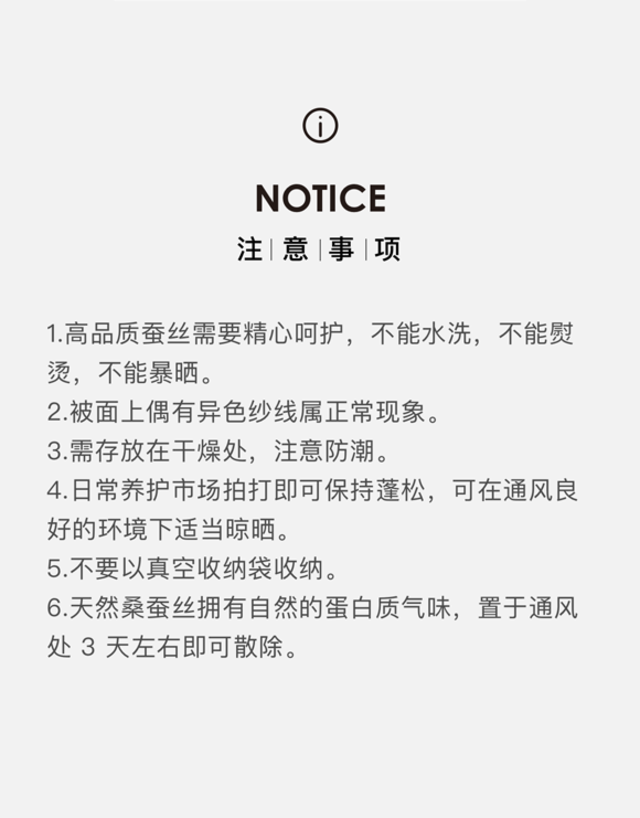 NOTICE
注|意|事|项
1.高品质蚕丝需要精心呵护，不能水洗，不能熨
烫，不能暴晒。
2.被面上偶有异色纱线属正常现象。
3.需存放在干燥处，注意防潮。
4.日常养护市场拍打即可保持蓬松，可在通风良
好的环境下适当晾晒。
5.不要以真空收纳袋收纳。
6.天然桑蚕丝拥有自然的蛋白质气味，置于通风
处 3 天左右即可散除。